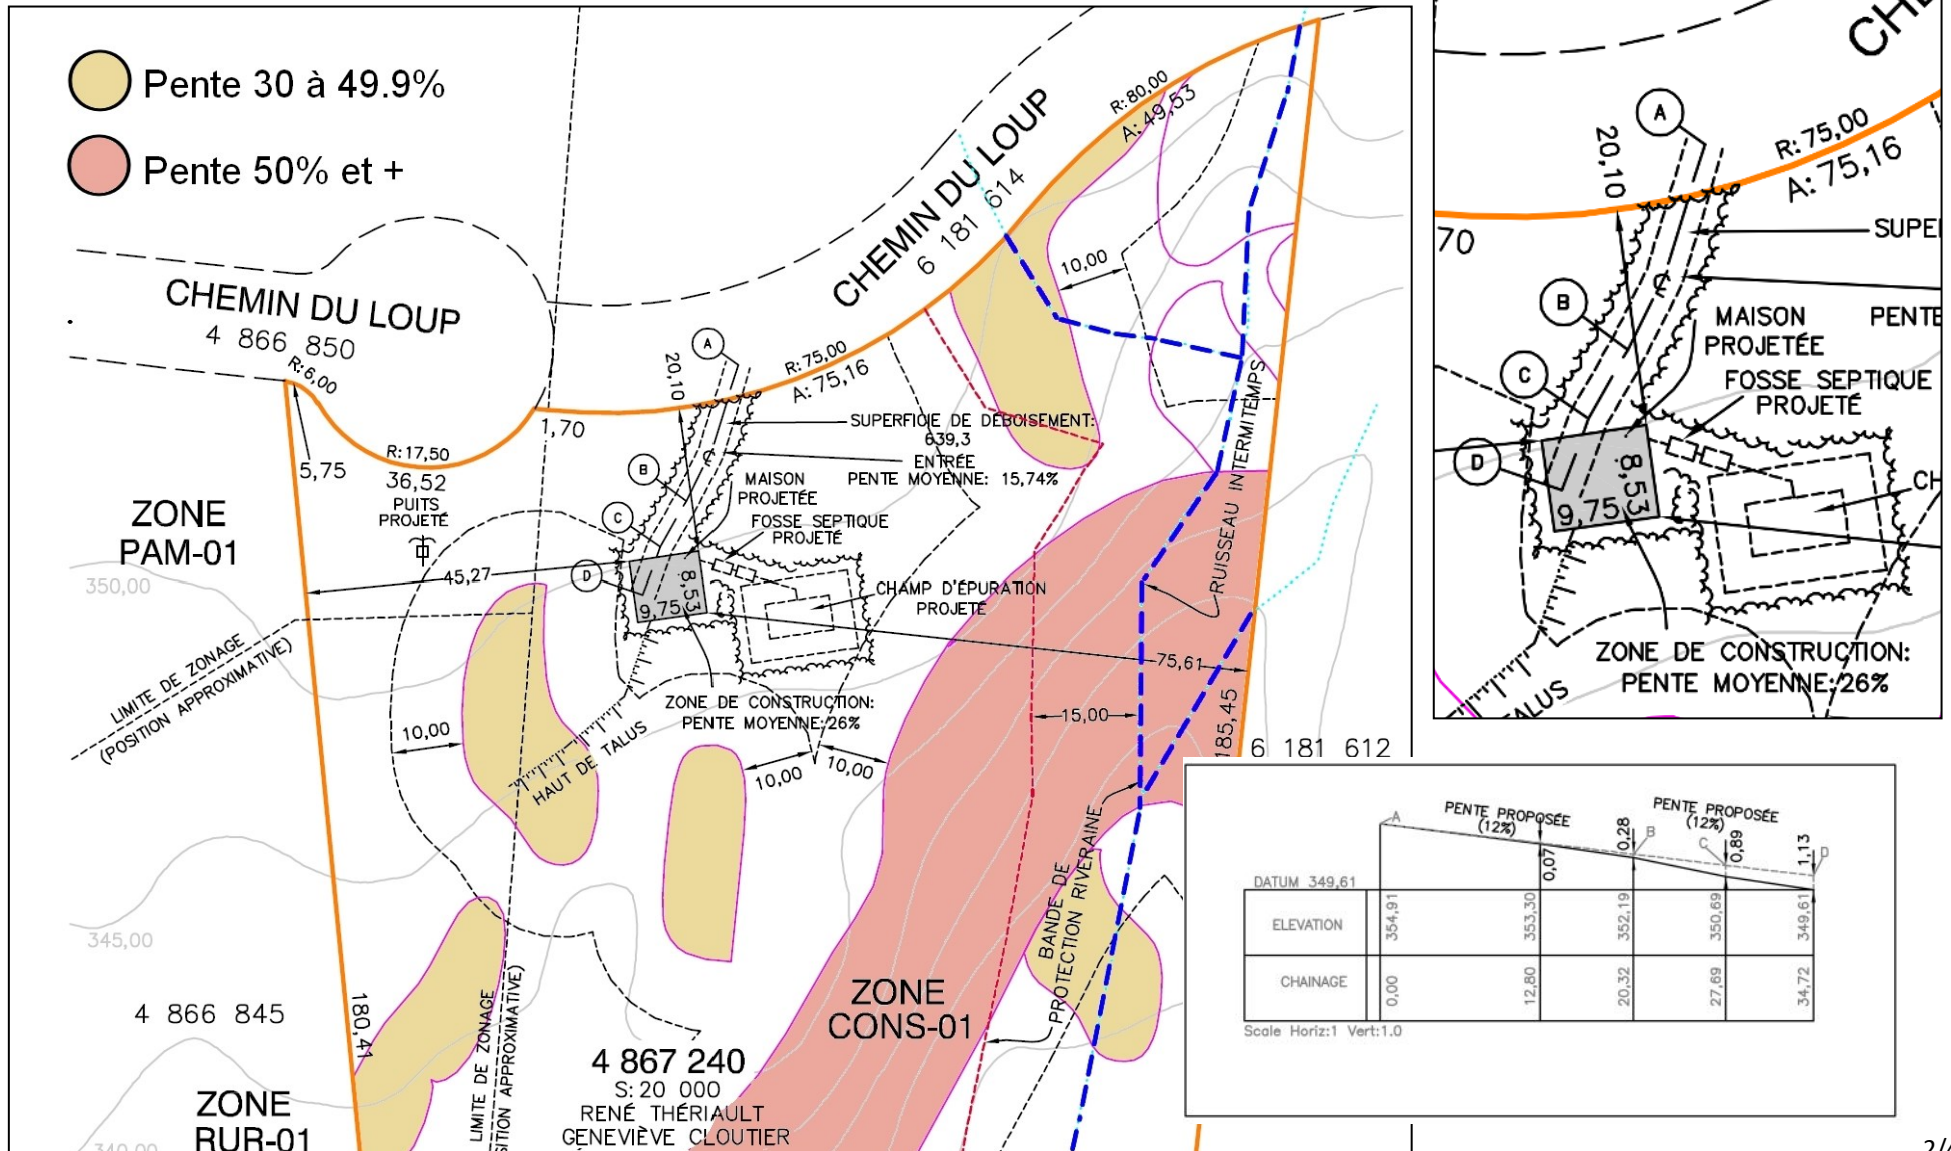 Pente 30 à 49.9%
Pente 50% et +
CHEMIN DU LOUP
4 866 850
R:6,00
5,75
R:17,50
36,52
PUITS
PROJETÉ
1,70
CHEMIN DU LOUP
6 181 614
R:80,00
A:49,53
R:75,00
A:75,16
20,10
A
B
C
D
SUPERFICIE DE DÉBOISEMENT:
639,3
ENTRÉE
PENTE MOYENNE: 15,74%
MAISON
PROJETÉE
FOSSE SEPTIQUE
PROJETÉ
CHAMP D'ÉPURATION
PROJETÉ
10,00
RUISSEAU INTERMITEMPS
ZONE
PAM-01
350,00
45,27
8,53
9,75
75,61
LIMITE DE ZONAGE
(POSITION APPROXIMATIVE)
ZONE DE CONSTRUCTION:
PENTE MOYENNE:26%
10,00
HAUT DE TALUS
10,00
10,00
15,00
185,45
6 181 612
BANDE DE
PROTECTION RIVERAINE
345,00
4 866 845
180,41
LIMITE DE ZONAGE
ZONE
CONS-01
4 867 240
S:20 000
RENÉ THÉRIAULT
GENEVIÈVE CLOUTIER
ZONE
RUR-01
340,00
CHE
A
20,10
R:75,00
A:75,16
70
SUPE
B
MAISON
PROJETÉE
PENTE
C
FOSSE SEPTIQUE
PROJETÉ
D
8,53
9,75
CH
ZONE DE CONSTRUCTION:
PENTE MOYENNE:26%
ALUS
A
PENTE PROPOSÉE
(12%)
0,07
0,28
B
PENTE PROPOSÉE
(12%)
C
0,89
1,13
D
DATUM 349,61
ELEVATION
354,91
353,30
352,19
350,69
349,61
CHAINAGE
0,00
12,80
20,32
27,69
34,72
Scale Horiz:1 Vert:1.0